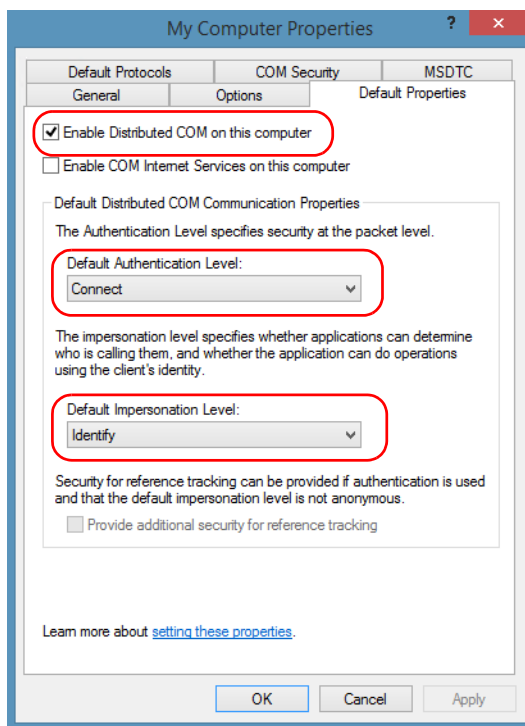 My Computer Properties
?
×
Default Protocols
COM Security
MSDTC
General
Options
Default Properties
Enable Distributed COM on this computer
Enable COM Internet Services on this computer
Default Distributed COM Communication Properties
The Authentication Level specifies security at the packet level.
Default Authentication Level:
Connect
The impersonation level specifies whether applications can determine
who is calling them, and whether the application can do operations
using the client's identity.
Default Impersonation Level:
Identify
Security for reference tracking can be provided if authentication is used
and that the default impersonation level is not anonymous.
Provide additional security for reference tracking
Learn more about setting these properties.
OK
Cancel
Apply